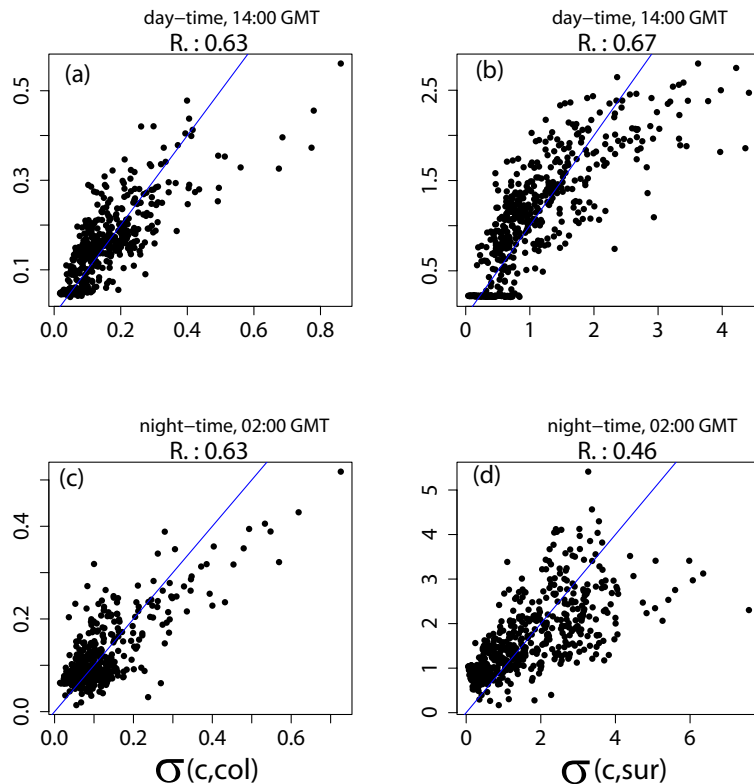 day–time, 14:00 GMT
R. : 0.63
(a)
0.5
0.3
0.1
0.0 0.2 0.4 0.6 0.8
day–time, 14:00 GMT
R. : 0.67
(b)
2.5
1.5
0.5
0 1 2 3 4
night–time, 02:00 GMT
R. : 0.63
(c)
0.4
0.2
0.0
0.0 0.2 0.4 0.6
σ(c,col)
night–time, 02:00 GMT
R. : 0.46
(d)
5
4
3
2
1
0
0 2 4 6
σ(c,sur)